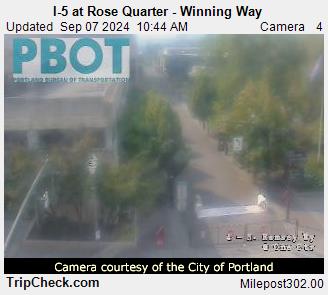 I-5 at Rose Quarter - Winning Way
Updated Sep 07 2024 10:44 AM Camera 4
PBOT
PORTLAND BUREAU OF TRANSPORTATION
Ramsay
Camera courtesy of the City of Portland
TripCheck.com Milepost302.00